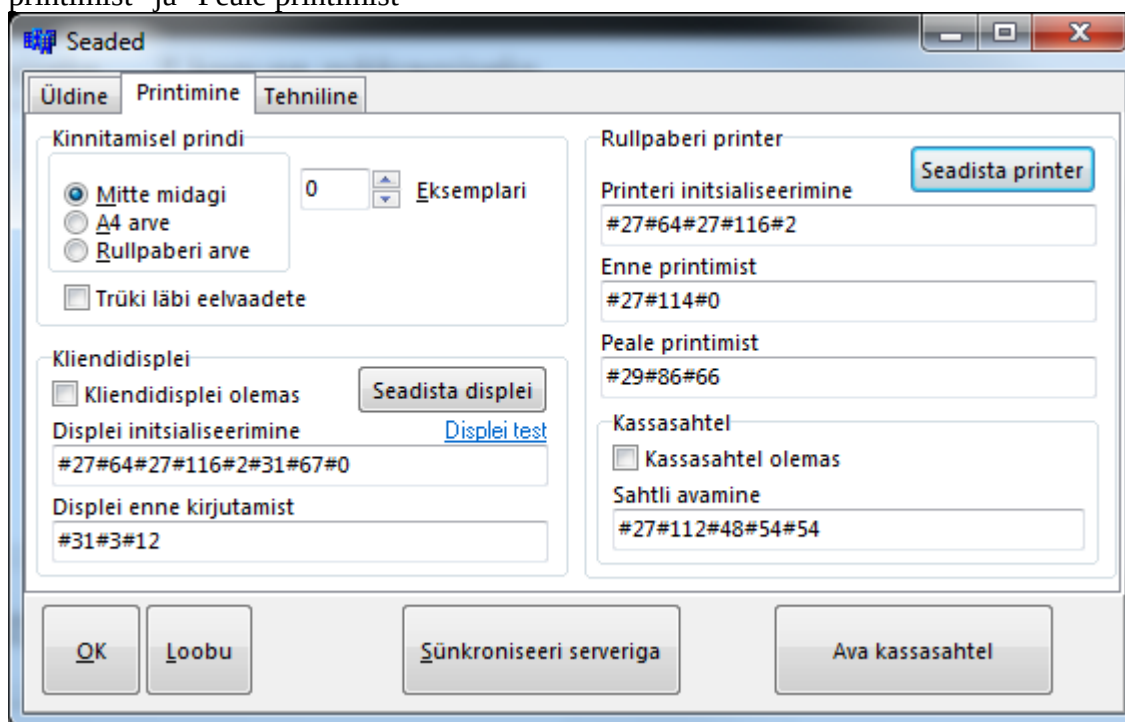 printimist" ja "Peale printimist"
Seaded
Üldine
Printimine
Tehniline
Kinnitamisel prindi
Mitte midagi
A4 arve
Rullpaberi arve
0
Eksemplari
Trüki läbi eelvaadete
Kliendidisplei
Kliendidisplei olemas
Seadista displei
Displei initsialiseerimine
Displei test
#27#64#27#116#2#31#67#0
Displei enne kirjutamist
#31#3#12
Rullpaberi printer
Seadista printer
Printeri initsialiseerimine
#27#64#27#116#2
Enne printimist
#27#114#0
Peale printimist
#29#86#66
Kassasahtel
Kassasahtel olemas
Sahtli avamine
#27#112#48#54#54
OK
Loobu
Sünkroniseeri serveriga
Ava kassasahtel